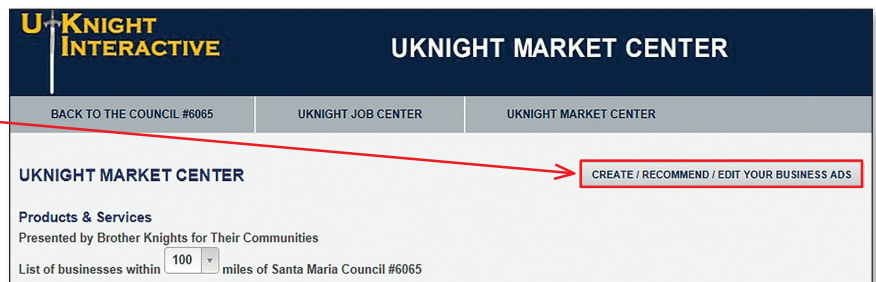 U KNIGHT
INTERACTIVE
UKNIGHT MARKET CENTER
BACK TO THE COUNCIL #6065 UKNIGHT JOB CENTER UKNIGHT MARKET CENTER
UKNIGHT MARKET CENTER
CREATE / RECOMMEND / EDIT YOUR BUSINESS ADS
Products & Services
Presented by Brother Knights for Their Communities
List of businesses within 100 miles of Santa Maria Council #6065